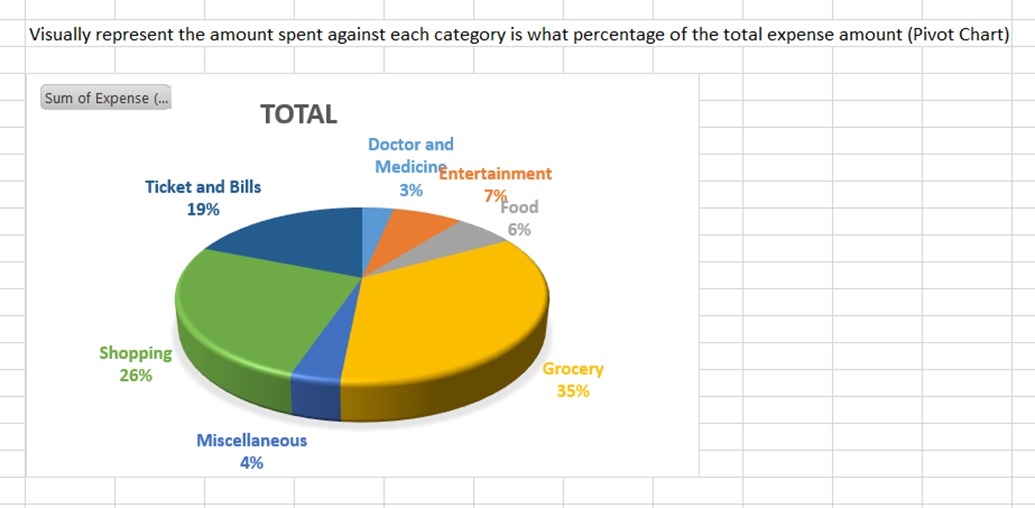 Visually represent the amount spent against each category is what percentage of the total expense amount (Pivot Chart)
Sum of Expense (...
TOTAL
Doctor and
Medicine
3%
Entertainment
7%
Food
6%
Ticket and Bills
19%
Shopping
26%
Grocery
35%
Miscellaneous
4%